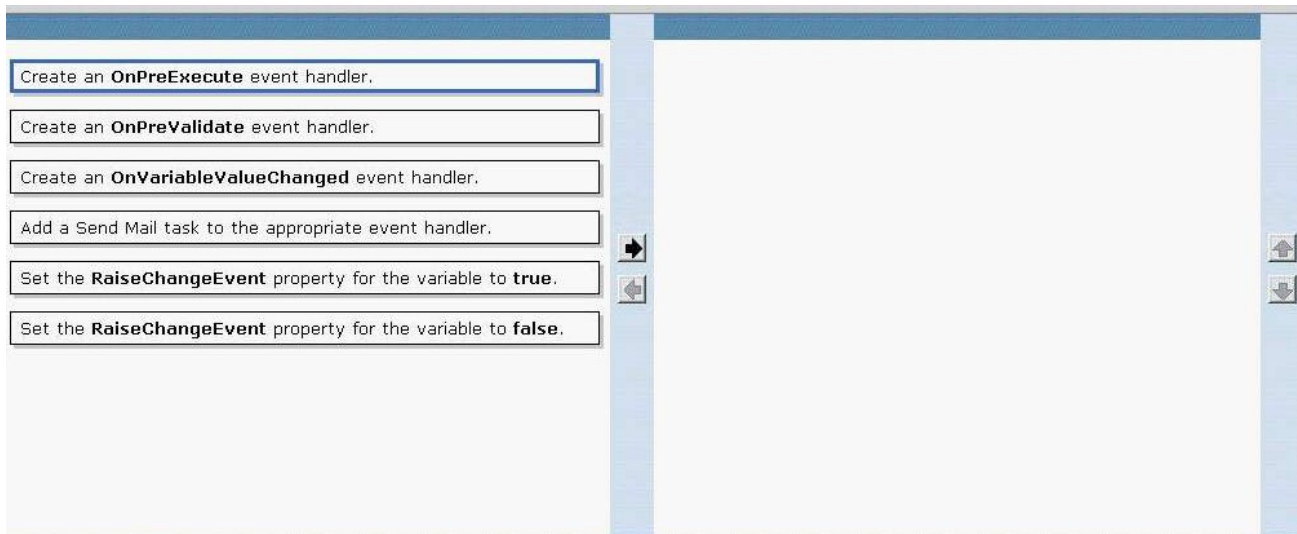 Create an OnPreExecute event handler.
Create an OnPreValidate event handler.
Create an OnVariableValueChanged event handler.
Add a Send Mail task to the appropriate event handler.
Set the RaiseChangeEvent property for the variable to true.
Set the RaiseChangeEvent property for the variable to false.